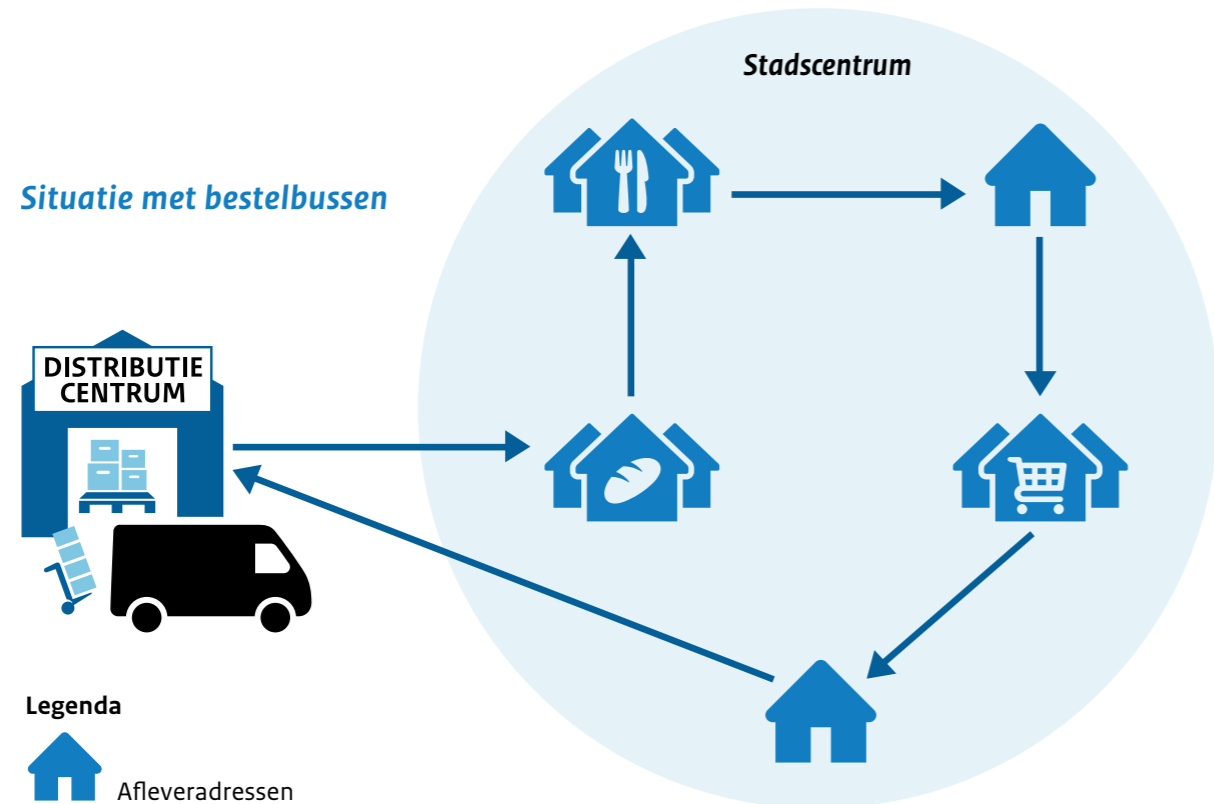 Stadscentrum
Situatie met bestelbussen
DISTRIBUTIE
CENTRUM
Legenda
Afleveradressen